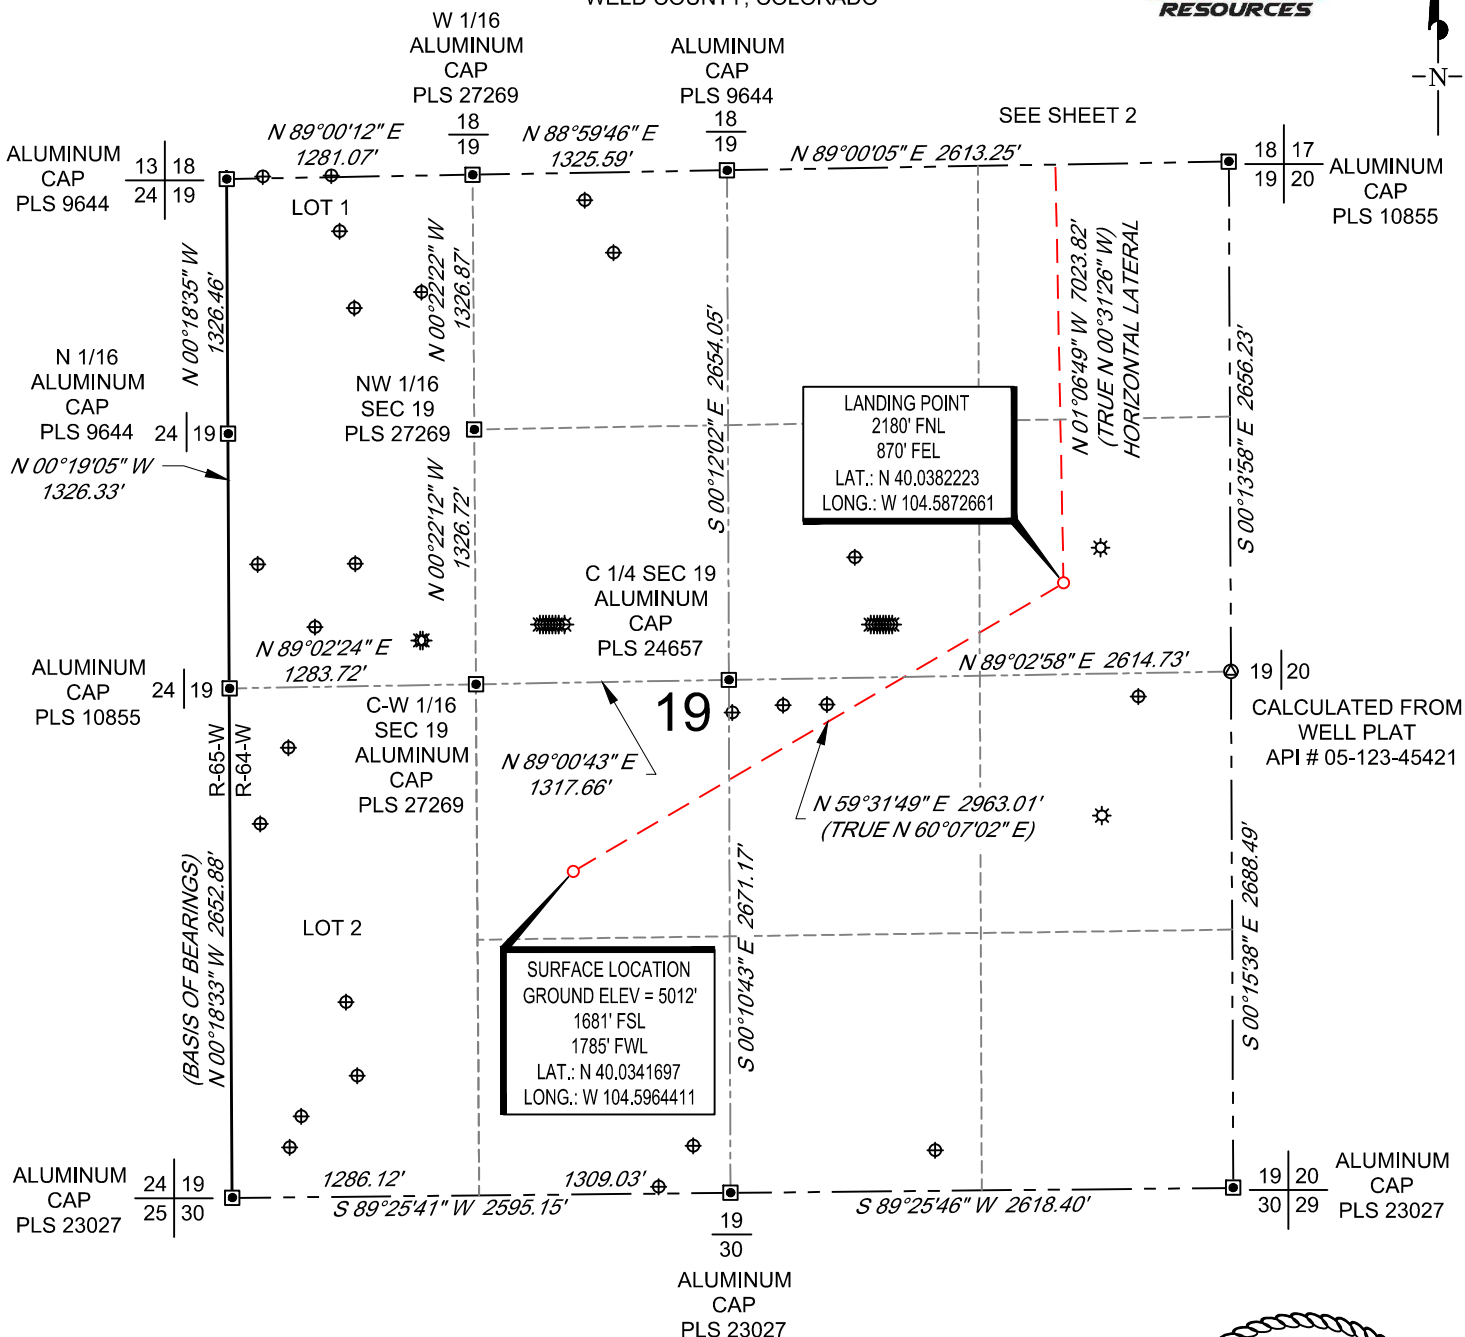 WELD COUNTY, COLORADO
RESOURCES
N
W 1/16
ALUMINUM
CAP
PLS 27269
18
19
ALUMINUM
CAP
PLS 9644
18
19
SEE SHEET 2
ALUMINUM
CAP
PLS 9644
13 18
24 19
N 89°00'12" E
1281.07'
N 88°59'46" E
1325.59'
N 89°00'05" E 2613.25'
18 17
19 20
ALUMINUM
CAP
PLS 10855
LOT 1
N 00°18'35" W
1326.46'
N 00°22'22" W
1326.87'
S 00°12'02" E 2654.05'
N 01°06'49" W 7023.82'
(TRUE N 00°31'26" W)
HORIZONTAL LATERAL
S 00°13'58" E 2656.23'
N 1/16
ALUMINUM
CAP
PLS 9644
24 19
N 00°19'05" W
1326.33'
NW 1/16
SEC 19
PLS 27269
N 00°22'12" W
1326.72'
LANDING POINT
2180' FNL
870' FEL
LAT.: N 40.0382223
LONG.: W 104.5872661
C 1/4 SEC 19
ALUMINUM
CAP
PLS 24657
N 89°02'24" E
1283.72'
N 89°02'58" E 2614.73'
ALUMINUM
CAP
PLS 10855
24 19
19 20
CALCULATED FROM
WELL PLAT
API # 05-123-45421
C-W 1/16
SEC 19
ALUMINUM
CAP
PLS 27269
19
N 89°00'43" E
1317.66'
R-65-W
R-64-W
N 59°31'49" E 2963.01'
(TRUE N 60°07'02" E)
(BASIS OF BEARINGS)
N 00°18'33" W 2652.88'
LOT 2
S 00°10'43" E 2671.17'
S 00°15'38" E 2688.49'
SURFACE LOCATION
GROUND ELEV = 5012'
1681' FSL
1785' FWL
LAT.: N 40.0341697
LONG.: W 104.5964411
ALUMINUM
CAP
PLS 23027
24 19
25 30
1286.12'
1309.03'
S 89°25'41" W 2595.15'
S 89°25'46" W 2618.40'
19 20
30 29
ALUMINUM
CAP
PLS 23027
19
30
ALUMINUM
CAP
PLS 23027